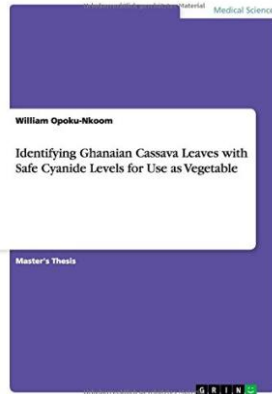 Medical Science
William Opoku-Nkoom
Identifying Ghanaian Cassava Leaves with
Safe Cyanide Levels for Use as Vegetable
Master's Thesis
GRIN